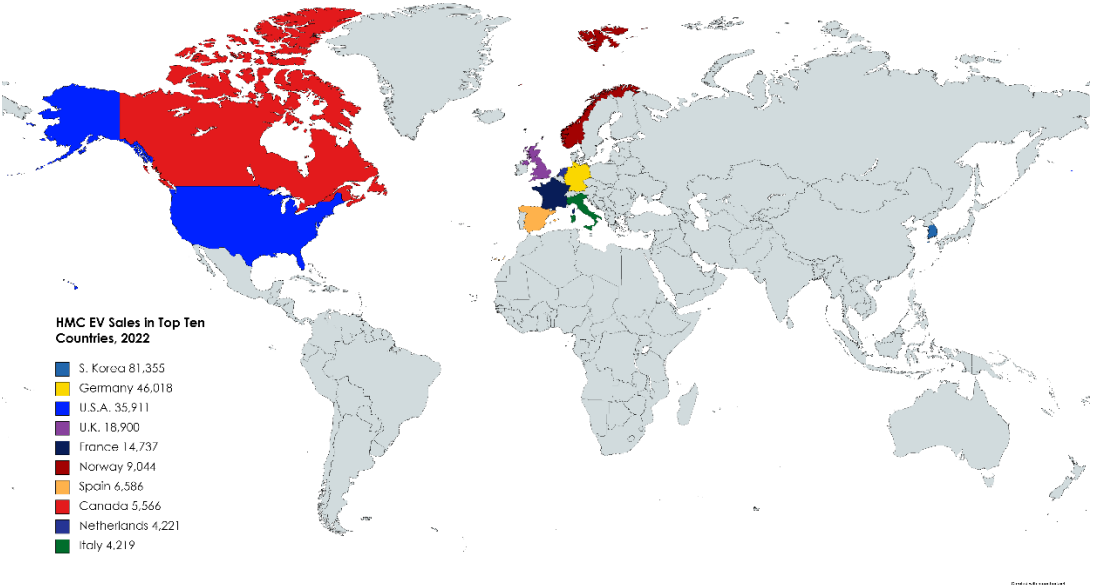 HMC EV Sales in Top Ten
Countries, 2022
S. Korea 81,355
Germany 46,018
U.S.A. 35,911
U.K. 18,900
France 14,737
Norway 9,044
Spain 6,586
Canada 5,566
Netherlands 4,221
Italy 4,219